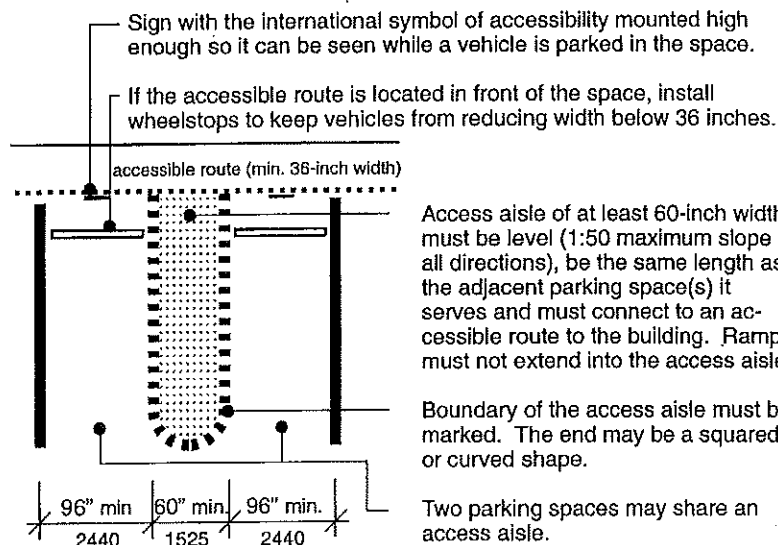 Sign with the international symbol of accessibility mounted high
enough so it can be seen while a vehicle is parked in the space.
If the accessible route is located in front of the space, install
wheelstops to keep vehicles from reducing width below 36 inches.
accessible route (min. 36-inch width)
Access aisle of at least 60-inch width
must be level (1:50 maximum slope
all directions), be the same length as
the adjacent parking space(s) it
serves and must connect to an ac-
cessible route to the building. Ramp
must not extend into the access aisle
Boundary of the access aisle must b
marked. The end may be a squared
or curved shape.
Two parking spaces may share an
access aisle.
96" min 60" min. 96" min.
2440 1525 2440